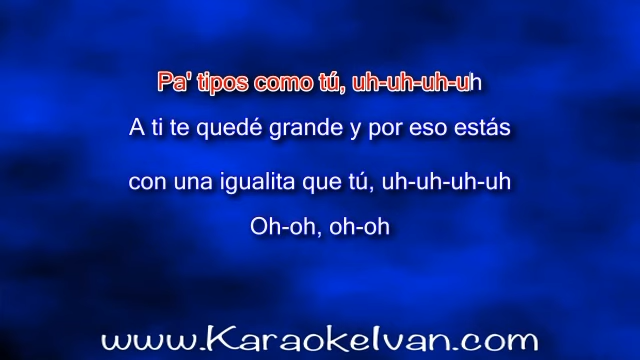 Pa' tipos como tú, uh-uh-uh-uh
A ti te quedé grande y por eso estás
con una igualita que tú, uh-uh-uh-uh
Oh-oh, oh-oh
www.KaraokeIvan.com